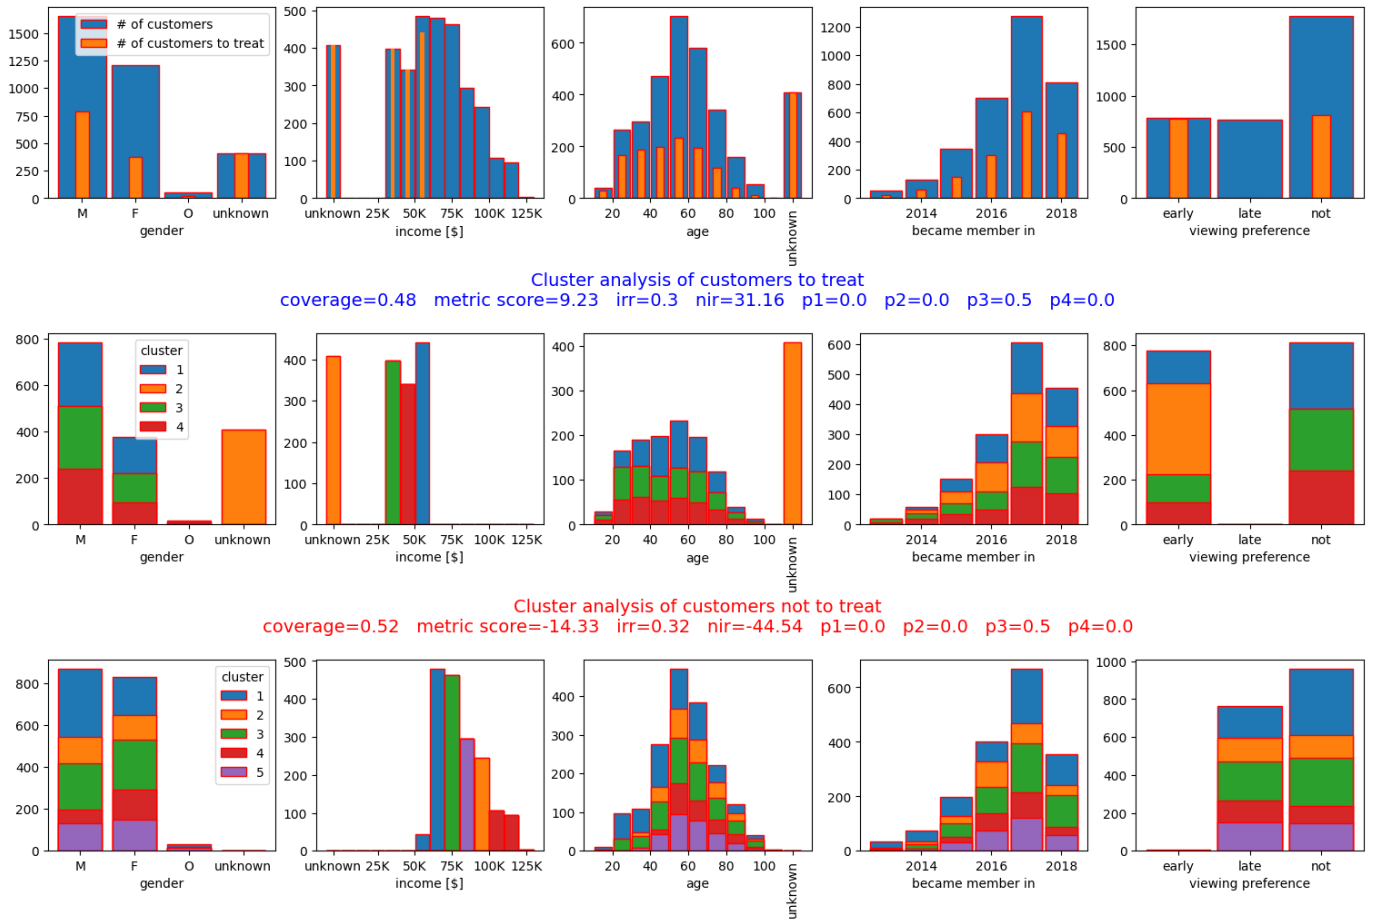 # of customers
# of customers to treat
0 250 500 750 1000 1250 1500
M F O unknown
gender
0 100 200 300 400 500
unknown 25K 50K 75K 100K 125K
income [$]
0 200 400 600
20 40 60 80 100 unknown
age
0 200 400 600 800 1000 1200
2014 2016 2018
became member in
0 500 1000 1500
early late not
viewing preference
Cluster analysis of customers to treat
coverage=0.48 metric score=9.23 irr=0.3 nir=31.16 p1=0.0 p2=0.0 p3=0.5 p4=0.0
cluster
1
2
3
4
0 200 400 600 800
M F O unknown
gender
0 100 200 300 400
unknown 25K 50K 75K 100K 125K
income [$]
0 100 200 300 400
20 40 60 80 100 unknown
age
0 100 200 300 400 500 600
2014 2016 2018
became member in
0 200 400 600 800
early late not
viewing preference
Cluster analysis of customers not to treat
coverage=0.52 metric score=-14.33 irr=0.32 nir=-44.54 p1=0.0 p2=0.0 p3=0.5 p4=0.0
cluster
1
2
3
4
5
0 200 400 600 800
M F O unknown
gender
0 100 200 300 400 500
unknown 25K 50K 75K 100K 125K
income [$]
0 100 200 300 400
20 40 60 80 100 unknown
age
0 200 400 600
2014 2016 2018
became member in
0 200 400 600 800 1000
early late not
viewing preference